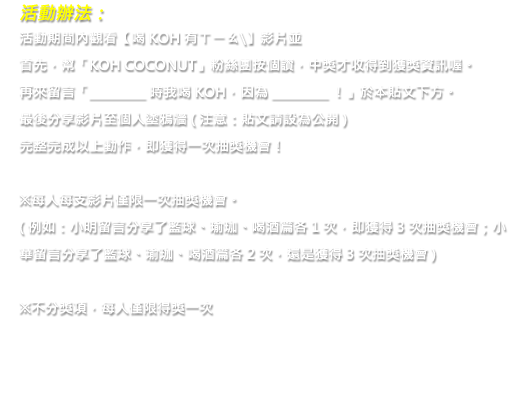 活動辦法：
活動期間內觀看【喝 KOH 有ㄒㄧㄠˋ】影片並
首先，幫「KOH COCONUT」粉絲團按個讚，中獎才收得到獲獎資訊喔。
再來留言「________ 時我喝 KOH，因為 ________ ！」於本貼文下方。
最後分享影片至個人塗鴉牆 ( 注意：貼文請設為公開 )
完整完成以上動作，即獲得一次抽獎機會！
※每人每支影片僅限一次抽獎機會。
( 例如：小明留言分享了籃球、瑜珈、喝酒篇各 1 次，即獲得 3 次抽獎機會；小
華留言分享了籃球、瑜珈、喝酒篇各 2 次，還是獲得 3 次抽獎機會 )
※不分獎項，每人僅限得獎一次